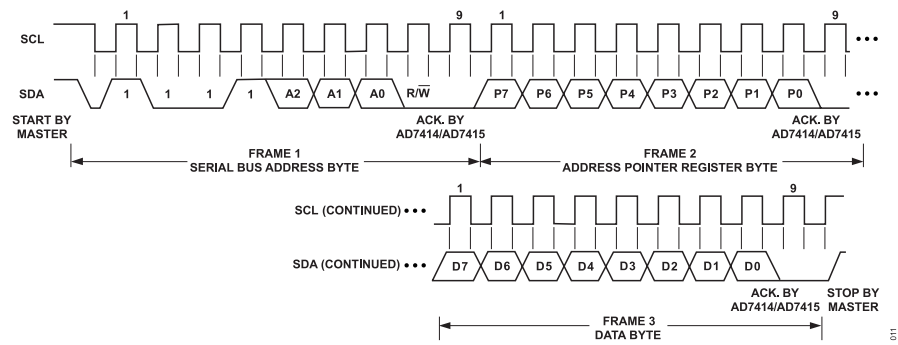 1 9 1 9
SCL
SDA 1 1 1 1 A2 A1 A0 R/W P7 P6 P5 P4 P3 P2 P1 P0
START BY MASTER
ACK. BY AD7414/AD7415
ACK. BY AD7414/AD7415
FRAME 1
SERIAL BUS ADDRESS BYTE
FRAME 2
ADDRESS POINTER REGISTER BYTE
1 9
SCL (CONTINUED)
SDA (CONTINUED) D7 D6 D5 D4 D3 D2 D1 D0
ACK. BY AD7414/AD7415
STOP BY MASTER
FRAME 3
DATA BYTE
011